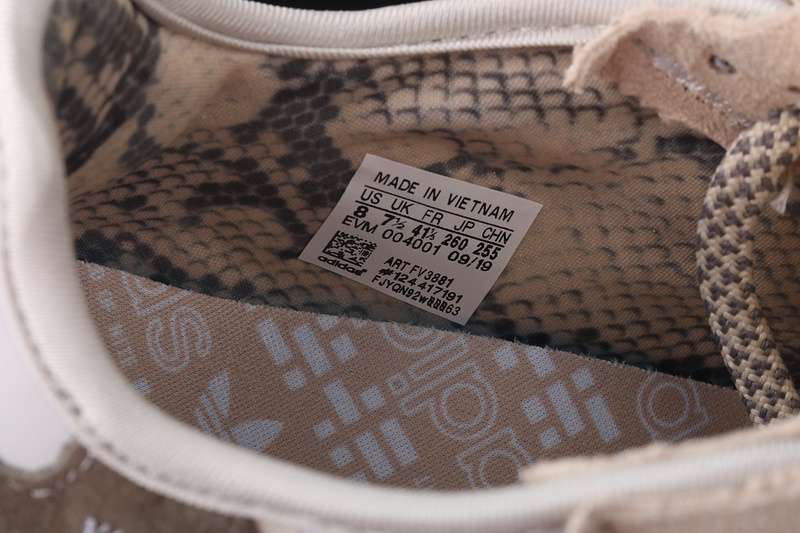 MADE IN VIETNAM
US UK FR JP CHN
8 7½ 41⅓ 260 255
EVM 004001 09/19
adidas
ART FV3881
#124417191